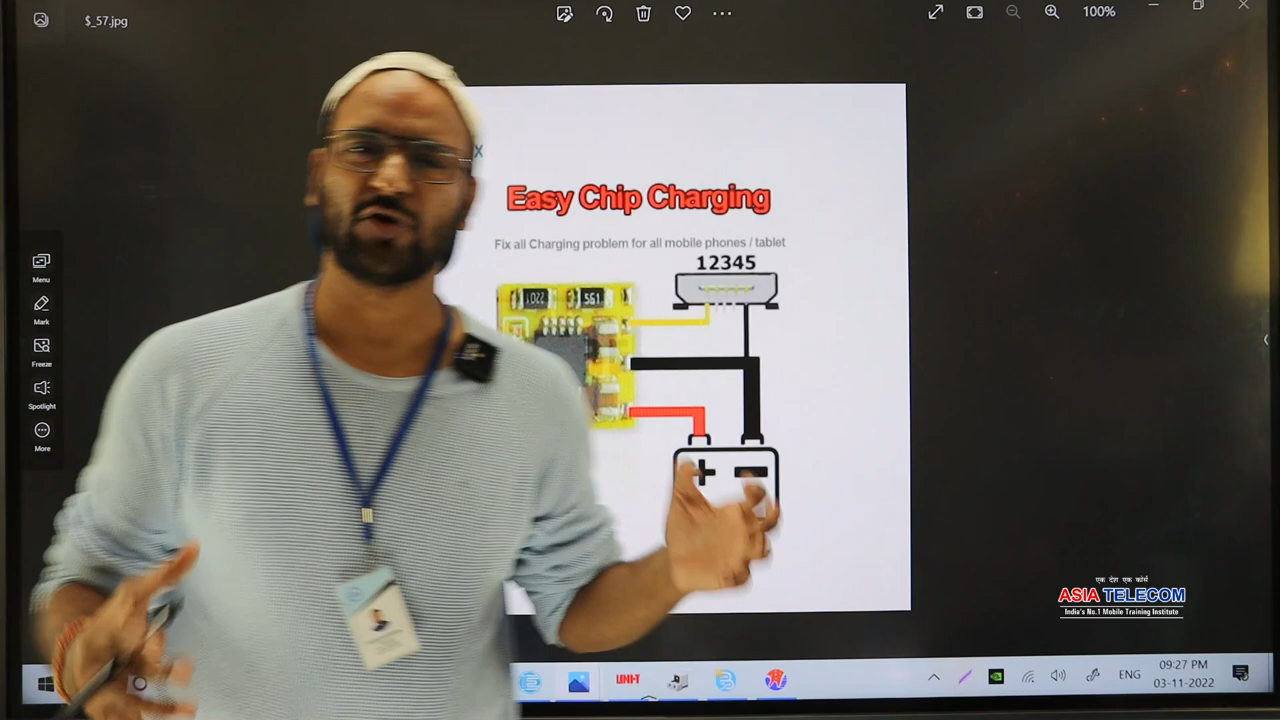 $_57.jpg
100%
X
Easy Chip Charging
Fix all Charging problem for all mobile phones / tablet
12345
1022
561
Menu
Mark
Freeze
Spotlight
More
एक देश एक कोर्स
ASIA TELECOM
India's No.1 Mobile Training Institute
UNI-T
ENG
09:27 PM
03-11-2022